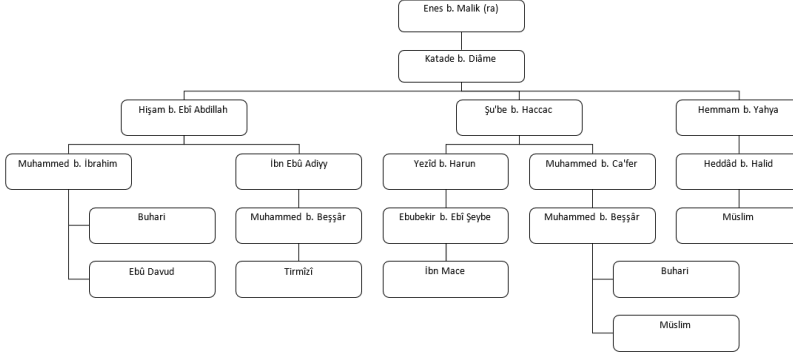 Enes b. Malik (ra)
Katade b. Diâme
Hişam b. Ebî Abdillah
Şu'be b. Haccac
Hemmam b. Yahya
Muhammed b. İbrahim
İbn Ebû Adiyy
Yezîd b. Harun
Muhammed b. Ca'fer
Heddâd b. Halid
Buhari
Muhammed b. Beşşâr
Ebubekir b. Ebî Şeybe
Muhammed b. Beşşâr
Müslim
Ebû Davud
Tirmîzî
İbn Mace
Buhari
Müslim